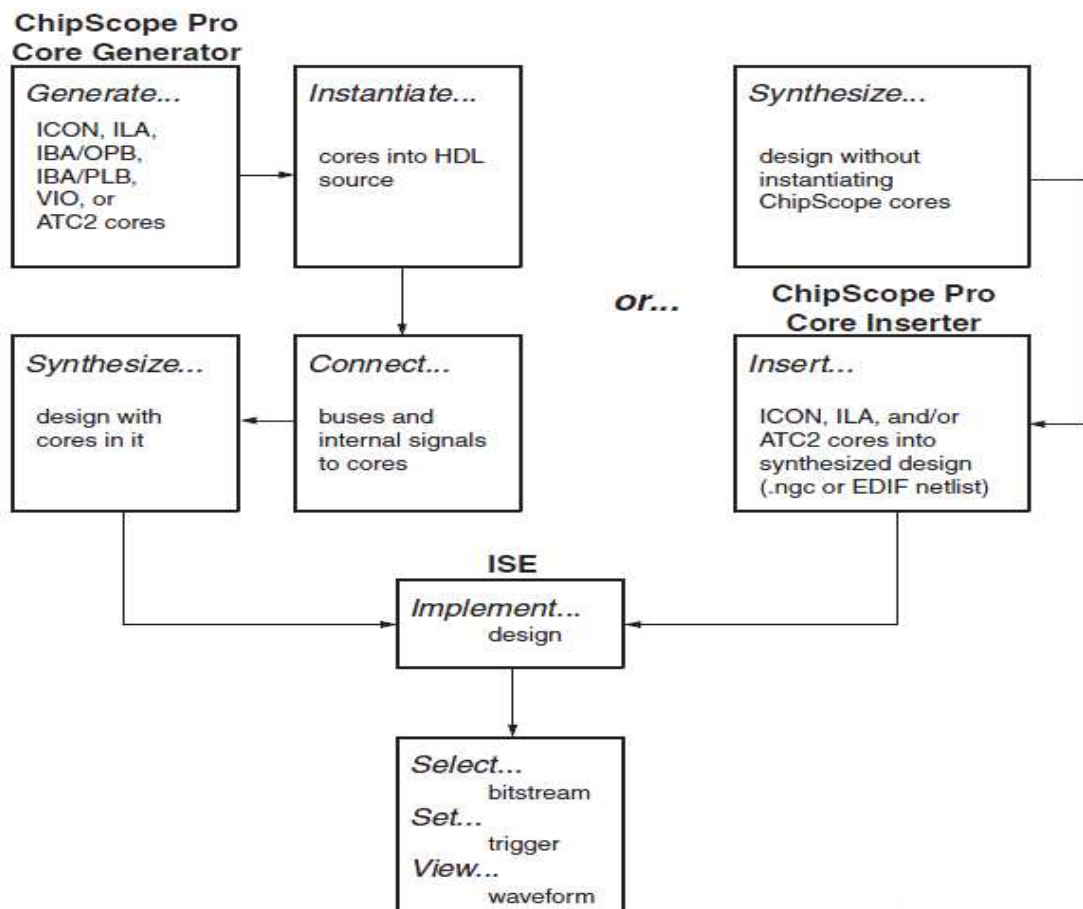 ChipScope Pro
Core Generator
Generate...
ICON, ILA,
IBA/OPB,
IBA/PLB,
VIO, or
ATC2 cores
Instantiate...
cores into HDL
source
Synthesize...
design with
cores in it
Connect...
buses and
internal signals
to cores
or...
Synthesize...
design without
instantiating
ChipScope cores
ChipScope Pro
Core Inserter
Insert...
ICON, ILA, and/or
ATC2 cores into
synthesized design
(.ngc or EDIF netlist)
ISE
Implement...
design
Select...
bitstream
Set...
trigger
View...
waveform